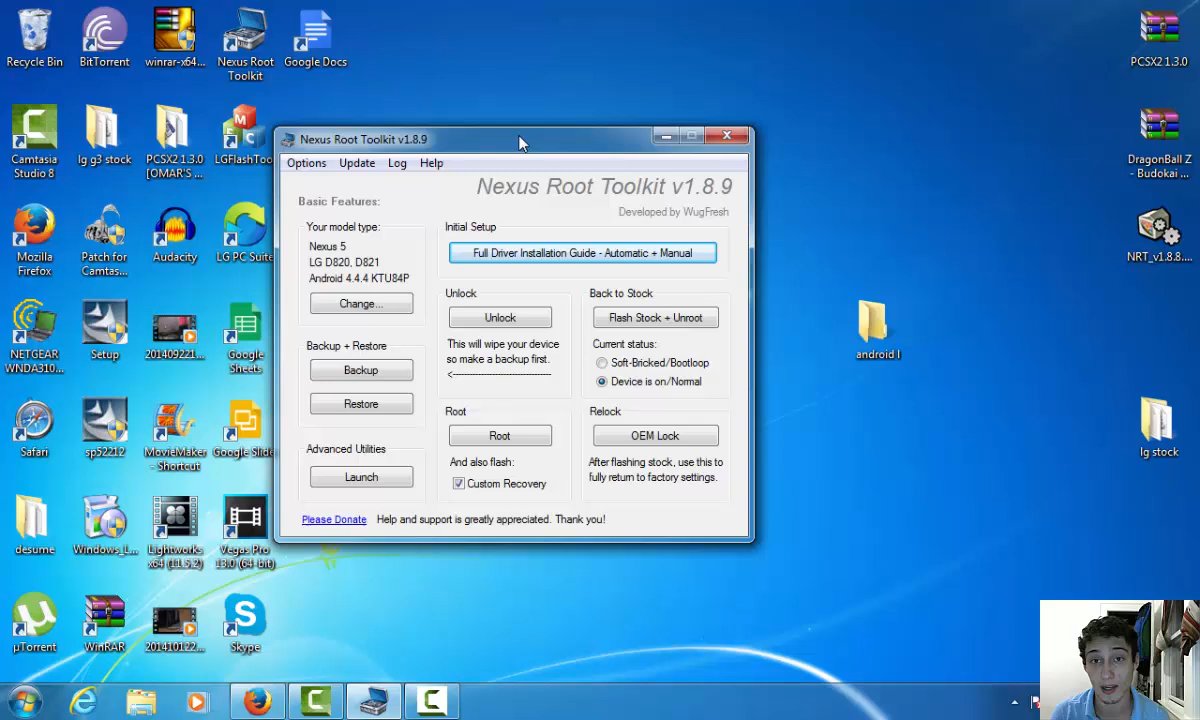 Recycle Bin
BitTorrent
winrar-x64...
Nexus Root
Toolkit
Google Docs
PCSX2 1.3.0
Camtasia
Studio 8
lg g3 stock
PCSX2 1.3.0
[OMAR'S ...
LGFlashToo
DragonBall Z
- Budokai ...
Mozilla
Firefox
Patch for
Camtas...
Audacity
LG PC Suite
NRT_v1.8.8....
NETGEAR
WNDA310...
Setup
201409221...
Google
Sheets
android l
Safari
sp52212
MovieMaker
- Shortcut
Google Slide
lg stock
desume
Windows_L...
Lightworks
x64 (11.5.2)
Vegas Pro
13.0 (64-bit)
µTorrent
WinRAR
201410122...
Skype
Nexus Root Toolkit v1.8.9
Options Update Log Help
Nexus Root Toolkit v1.8.9
Developed by WugFresh
Basic Features:
Your model type:
Nexus 5
LG D820, D821
Android 4.4.4 KTU84P
Change...
Initial Setup
Full Driver Installation Guide - Automatic + Manual
Backup + Restore
Backup
Restore
Unlock
Unlock
This will wipe your device
so make a backup first.
<------------------------------
Back to Stock
Flash Stock + Unroot
Current status:
Soft-Bricked/Bootloop
Device is on/Normal
Advanced Utilities
Launch
Root
Root
And also flash:
Custom Recovery
Relock
OEM Lock
After flashing stock, use this to
fully return to factory settings.
Please Donate Help and support is greatly appreciated. Thank you!